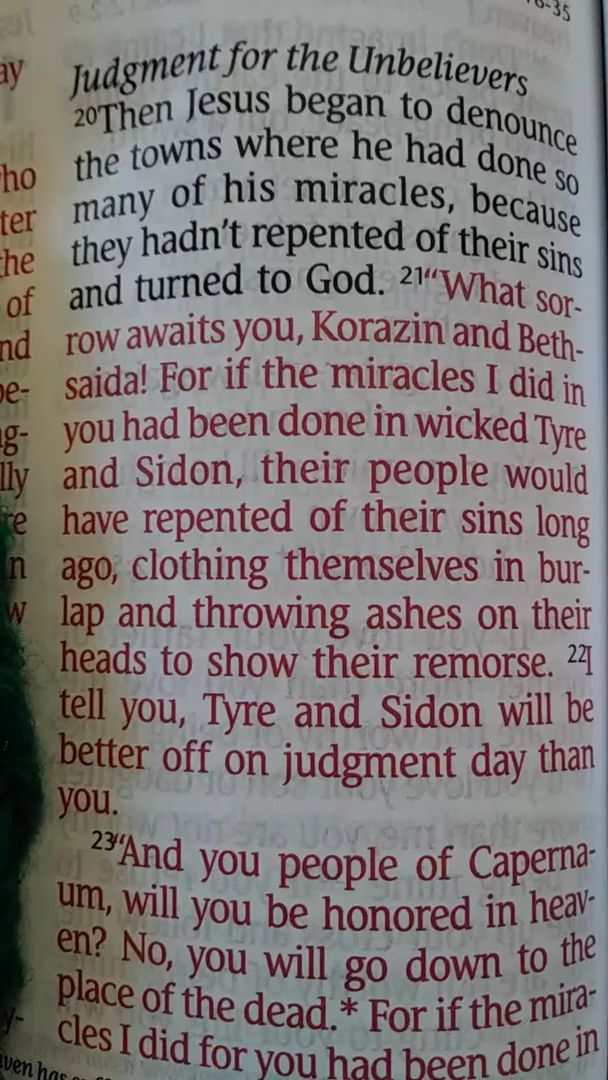 Judgment for the Unbelievers
20Then Jesus began to denounce
the towns where he had done so
many of his miracles, because
they hadn't repented of their sins
and turned to God. 21“What sor-
row awaits you, Korazin and Beth-
saida! For if the miracles I did in
you had been done in wicked Tyre
and Sidon, their people would
have repented of their sins long
ago, clothing themselves in bur-
lap and throwing ashes on their
heads to show their remorse. 22I
tell you, Tyre and Sidon will be
better off on judgment day than
you.
23“And you people of Caperna-
um, will you be honored in heav-
en? No, you will go down to the
place of the dead.* For if the mira-
cles I did for you had been done in